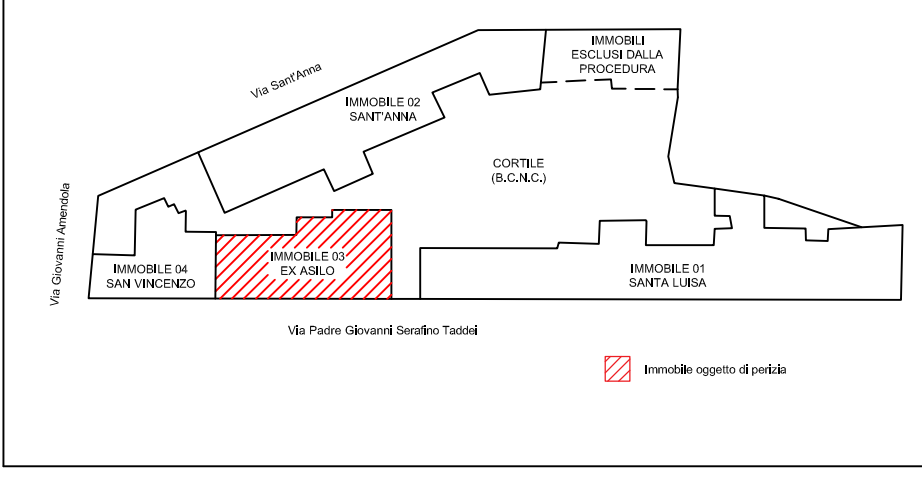 IMMOBILI
ESCLUSI DALLA
PROCEDURA
Via Sant'Anna
IMMOBILE 02
SANT'ANNA
CORTILE
(B.C.N.C.)
Via Giovanni Amendola
IMMOBILE 04
SAN VINCENZO
IMMOBILE 03
EX ASILO
IMMOBILE 01
SANTA LUISA
Via Padre Giovanni Serafino Taddei
Immobile oggetto di perizia